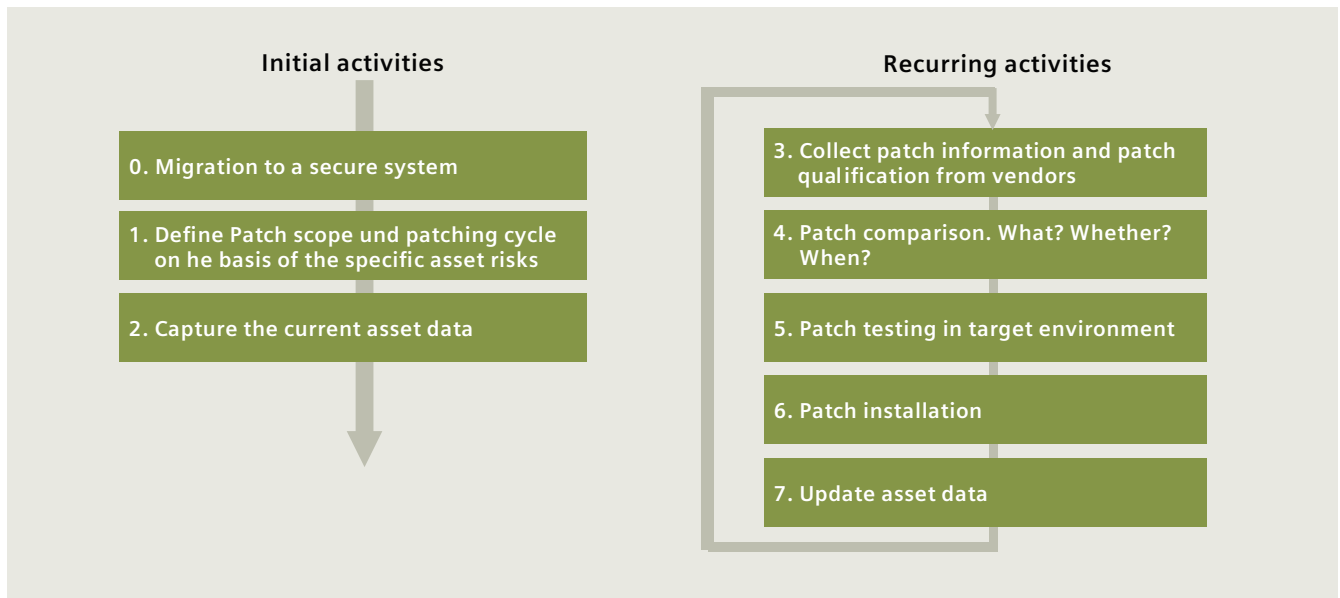 Initial activities
0. Migration to a secure system
1. Define Patch scope und patching cycle
on he basis of the specific asset risks
2. Capture the current asset data
Recurring activities
3. Collect patch information and patch
qualification from vendors
4. Patch comparison. What? Whether?
When?
5. Patch testing in target environment
6. Patch installation
7. Update asset data